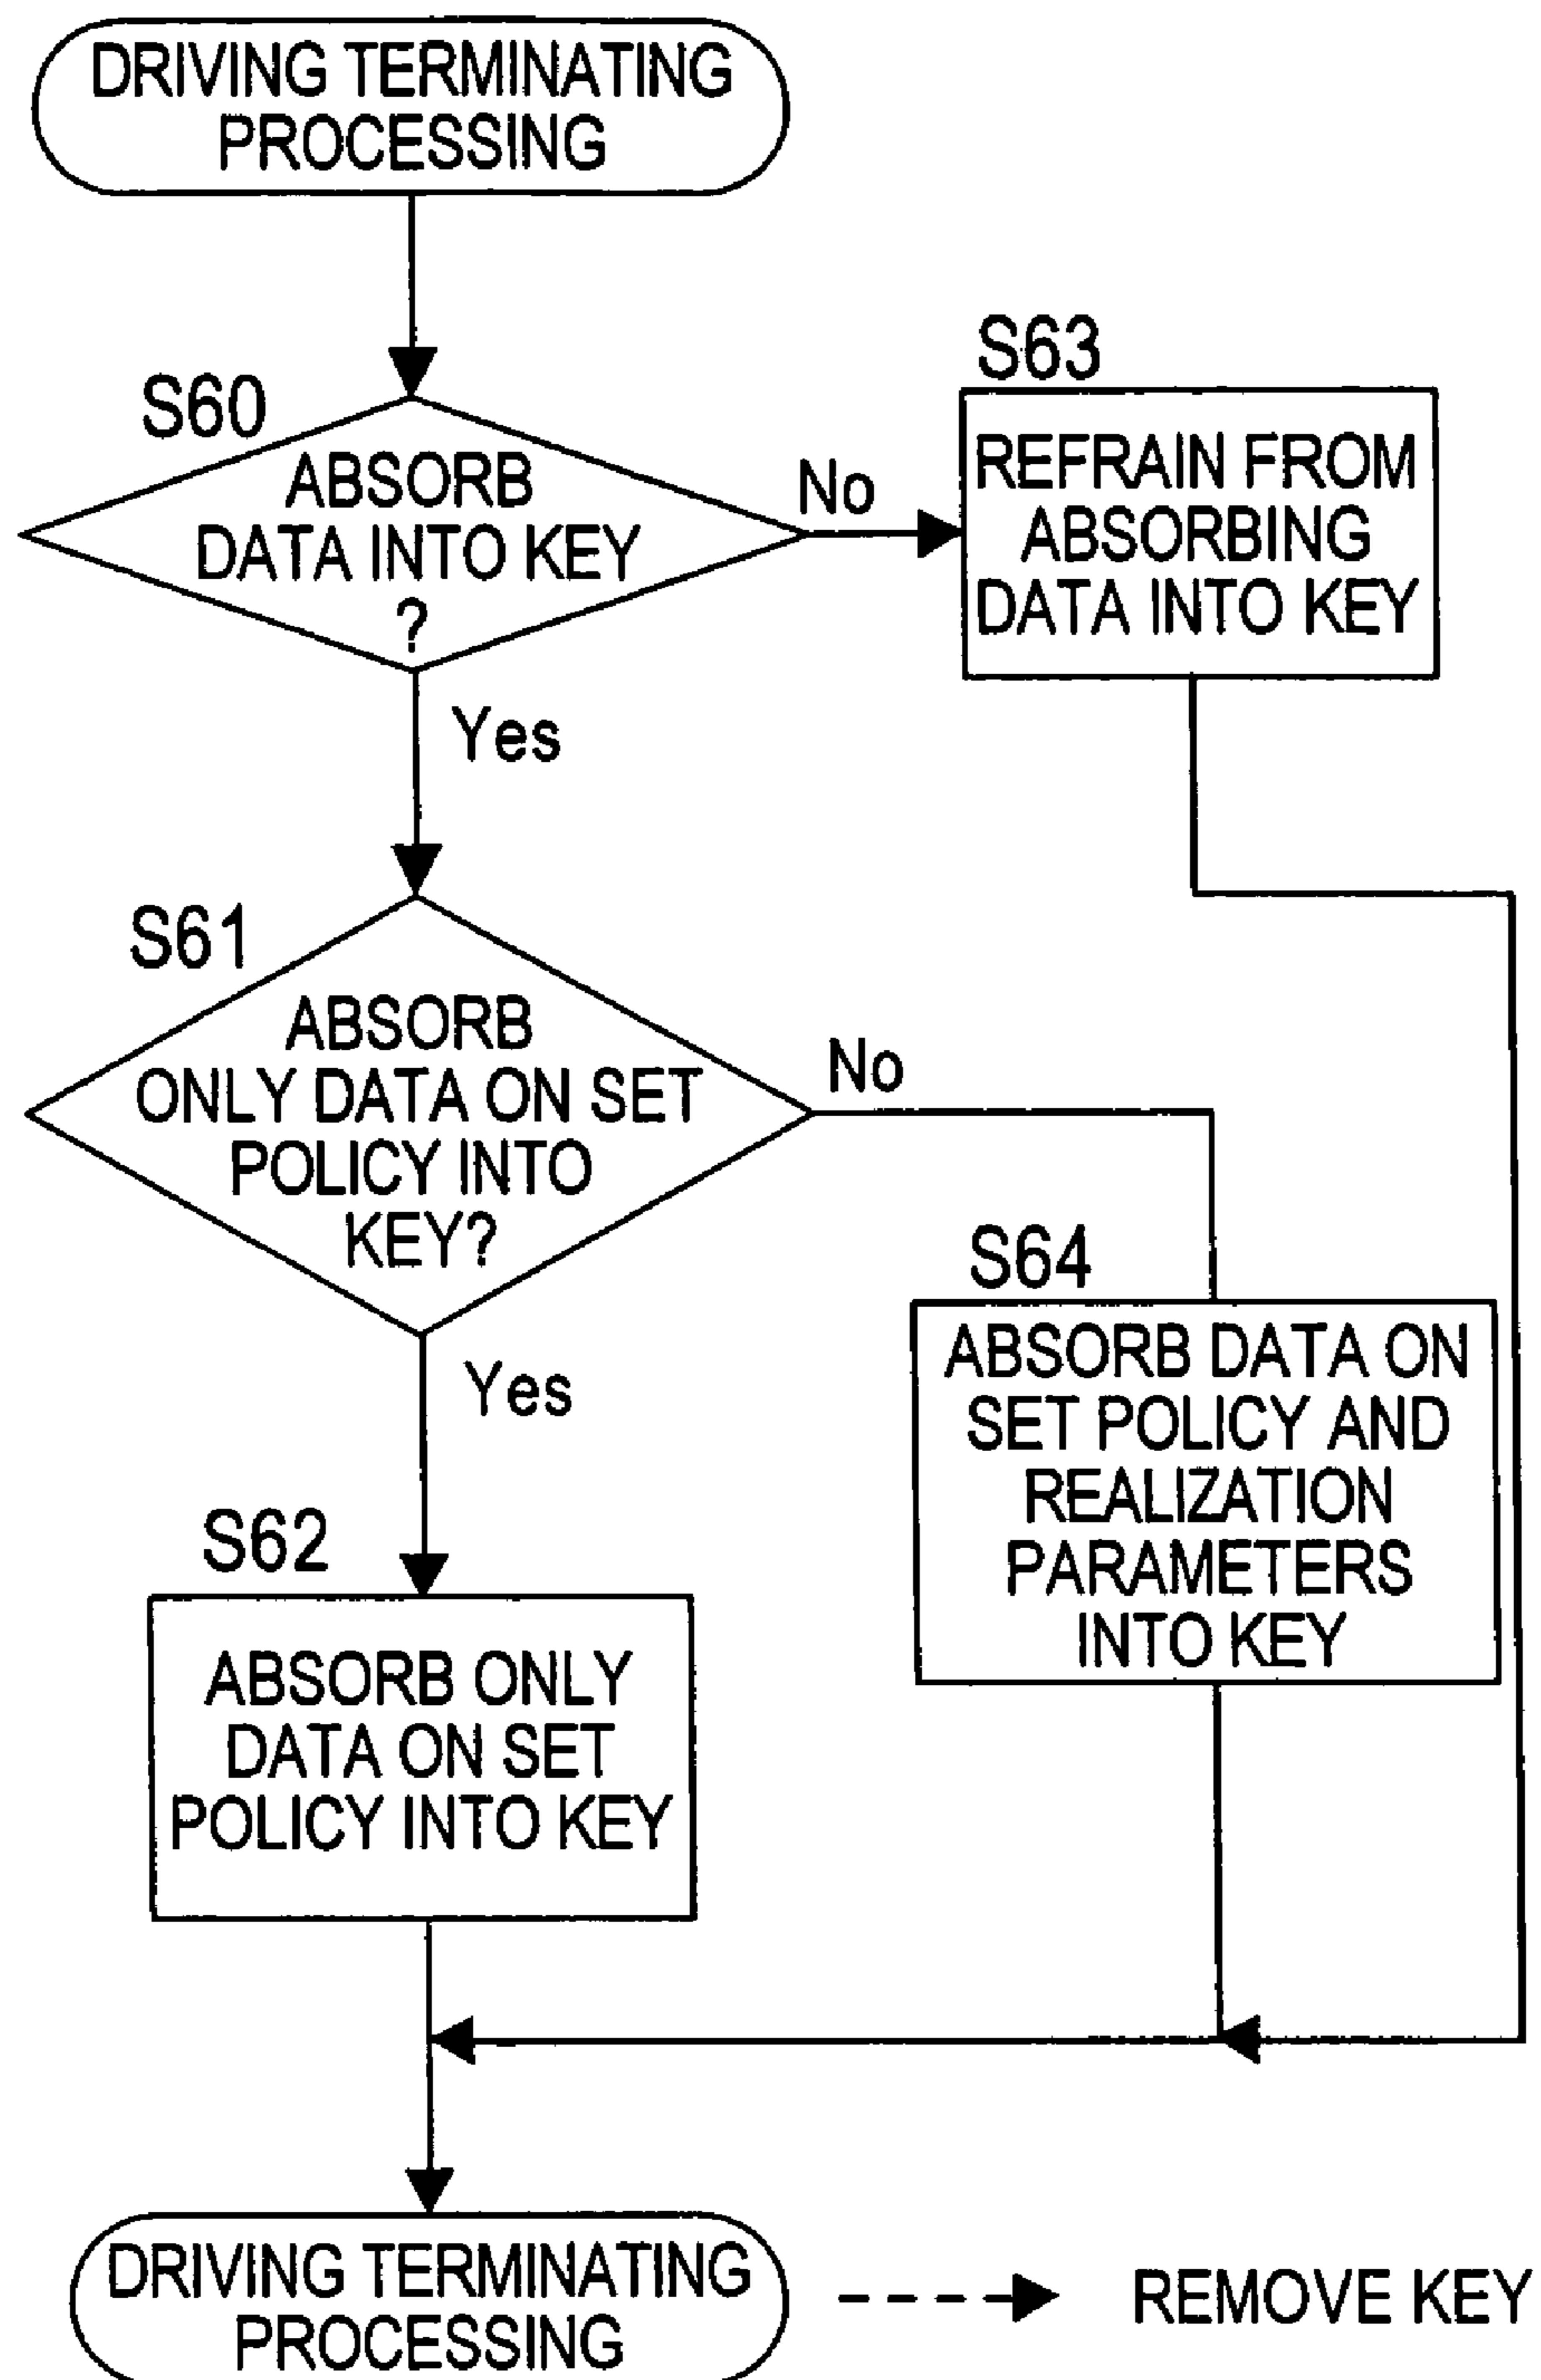 DRIVING TERMINATING
PROCESSING
S60
ABSORB
DATA INTO KEY
?
No
S63
REFRAIN FROM
ABSORBING
DATA INTO KEY
Yes
S61
ABSORB
ONLY DATA ON SET
POLICY INTO
KEY?
No
S64
ABSORB DATA ON
SET POLICY AND
REALIZATION
PARAMETERS
INTO KEY
Yes
S62
ABSORB ONLY
DATA ON SET
POLICY INTO KEY
DRIVING TERMINATING
PROCESSING
REMOVE KEY